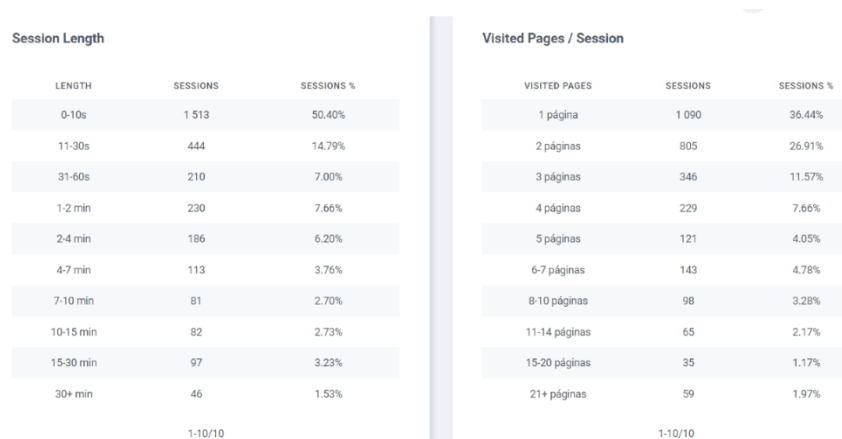 Session Length
LENGTH SESSIONS SESSIONS %
0-10s 1 513 50.40%
11-30s 444 14.79%
31-60s 210 7.00%
1-2 min 230 7.66%
2-4 min 186 6.20%
4-7 min 113 3.76%
7-10 min 81 2.70%
10-15 min 82 2.73%
15-30 min 97 3.23%
30+ min 46 1.53%
1-10/10
Visited Pages / Session
VISITED PAGES SESSIONS SESSIONS %
1 página 1 090 36.44%
2 páginas 805 26.91%
3 páginas 346 11.57%
4 páginas 229 7.66%
5 páginas 121 4.05%
6-7 páginas 143 4.78%
8-10 páginas 98 3.28%
11-14 páginas 65 2.17%
15-20 páginas 35 1.17%
21+ páginas 59 1.97%
1-10/10